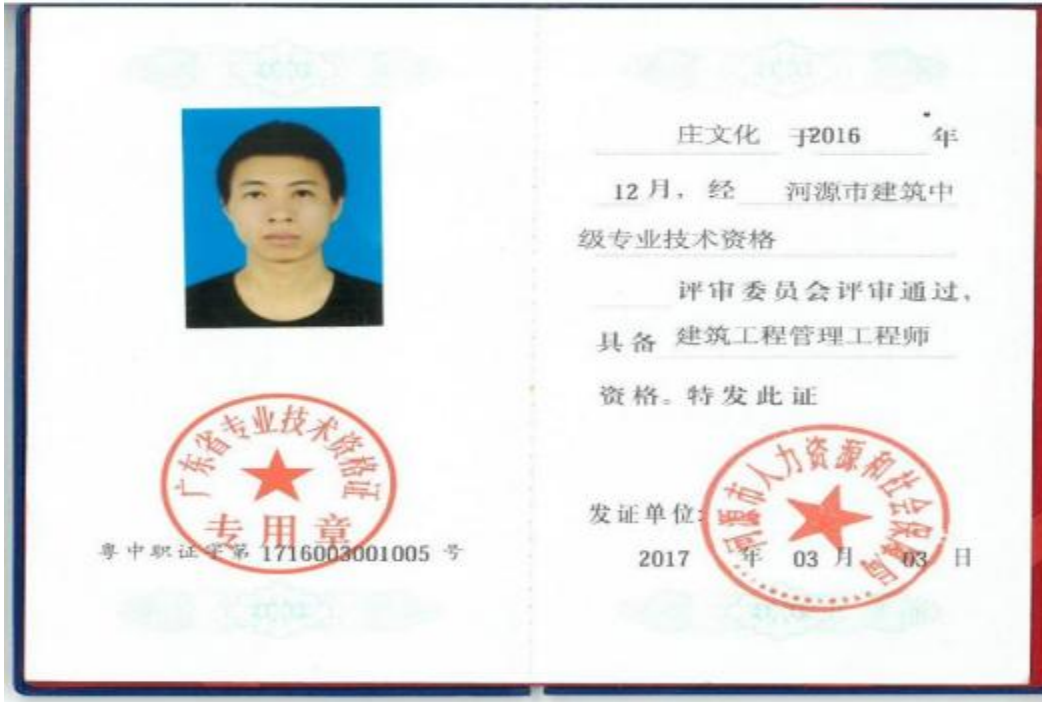 广东省专业技术资格证
专用章
粤中职证字第 1716003001005 号
庄文化 于2016 年
12 月，经 河源市建筑中
级专业技术资格
评审委员会评审通过，
具备 建筑工程管理工程师
资格。特发此证
河源市人力资源和社会保障局
发证单位：
2017 年 03 月 03 日